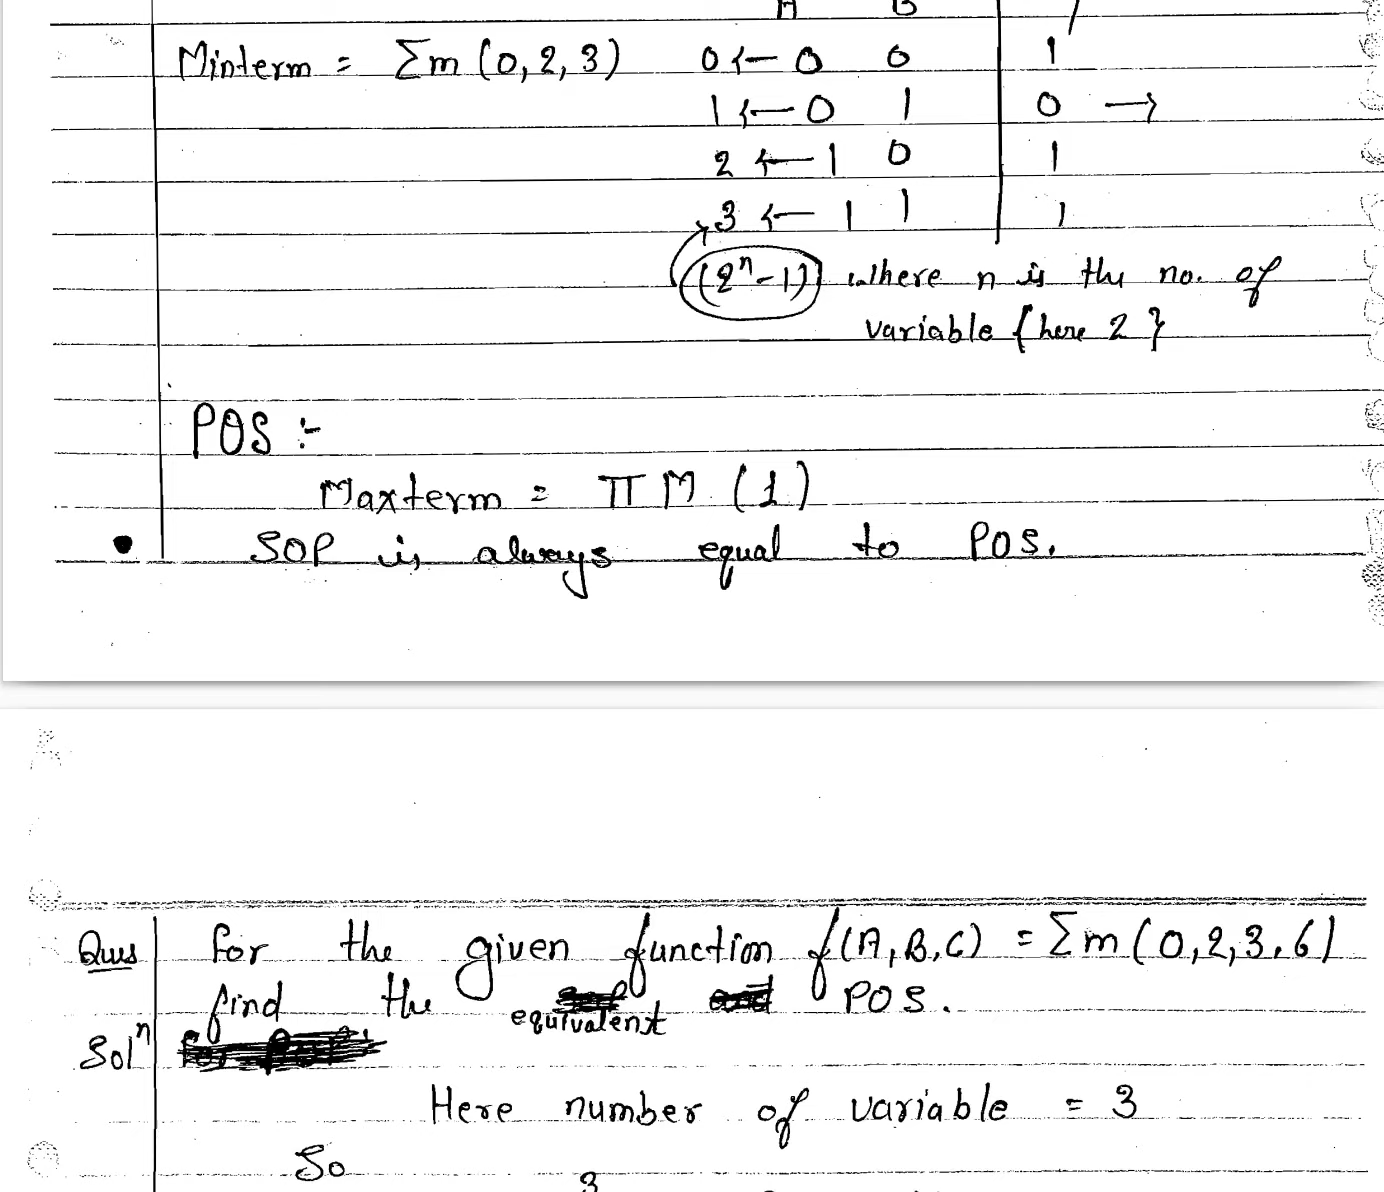 A B Y
Minterm = Σm (0, 2, 3) 0 ← 0 0 1
1 ← 0 1 0 →
2 ← 1 0 1
3 ← 1 1 1
(2ⁿ-1) where n is the no. of
variable {here 2}
POS :-
Maxterm = π M (1)
• SOP is always equal to POS.
Ques for the given function f(A,B,C) = Σm(0,2,3,6)
find the equivalent POS.
Solⁿ
Here number of variable = 3
So
3